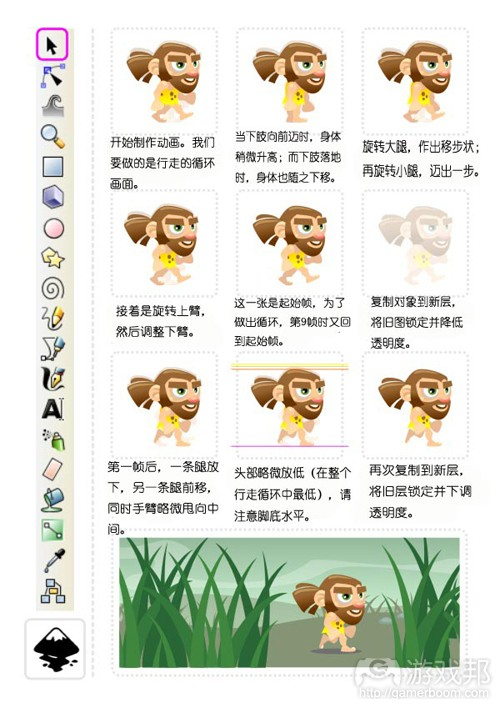 开始制作动画。我们
要做的是行走的循环
画面。
当下肢向前迈时，身体
稍微升高；而下肢落地
时，身体也随之下移。
旋转大腿，作出移步状；
再旋转小腿，迈出一步。
接着是旋转上臂，
然后调整下臂。
这一张是起始帧，为了
做出循环，第9帧时又回
到起始帧。
复制对象到新层，
将旧图锁定并降低
透明度。
第一帧后，一条腿放
下，另一条腿前移，
同时手臂略微甩向中
间。
头部略微放低（在整个
行走循环中最低），请
注意脚底水平。
再次复制到新层，
将旧层锁定并下调
透明度。
A
游戏邦
http://gamerboom.com